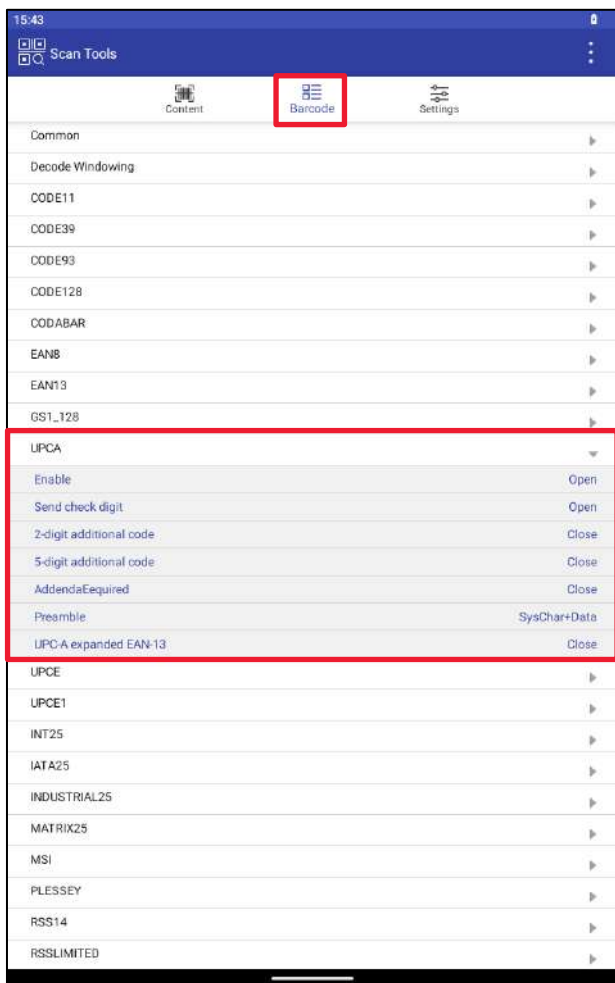 15:43
Scan Tools
Content Barcode Settings
Common
Decode Windowing
CODE11
CODE39
CODE93
CODE128
CODABAR
EAN8
EAN13
GS1_128
UPCA
Enable Open
Send check digit Open
2-digit additional code Close
5-digit additional code Close
AddendaEequired Close
Preamble SysChar+Data
UPC-A expanded EAN-13 Close
UPCE
UPCE1
INT25
IATA25
INDUSTRIAL25
MATRIX25
MSI
PLESSEY
RSS14
RSSLIMITED